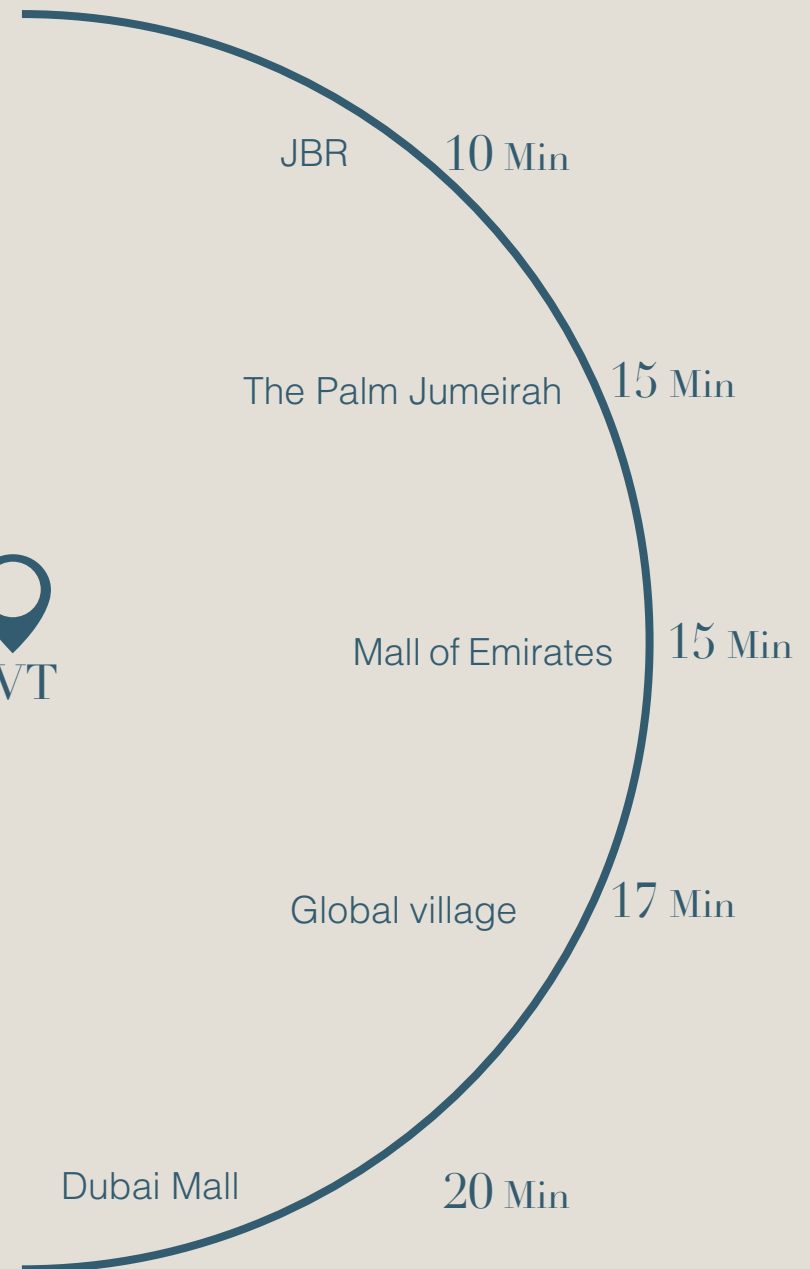 JBR 10 Min
The Palm Jumeirah 15 Min
Mall of Emirates 15 Min
VT
Global village 17 Min
Dubai Mall 20 Min